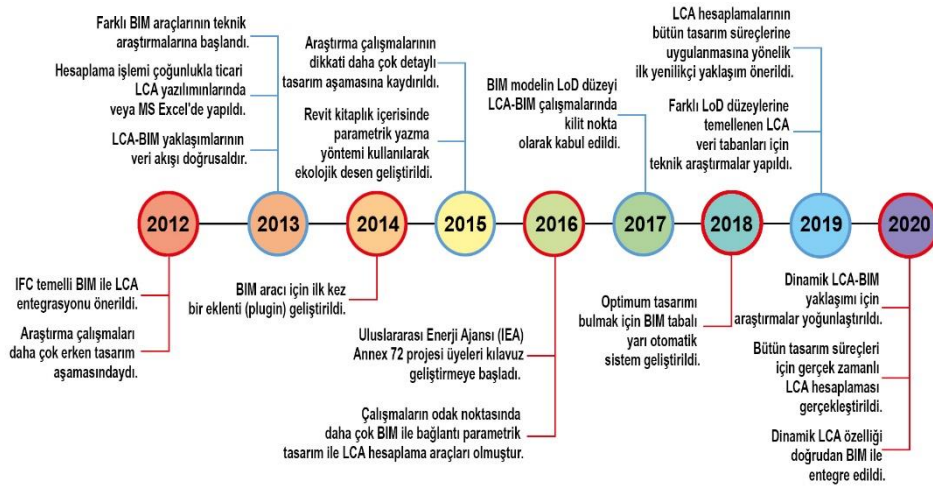 Farklı BIM araçlarının teknik
araştırmalarına başlandı.
Hesaplama işlemi çoğunlukla ticari
LCA yazılımınlarında
veya MS Excel'de yapıldı.
LCA-BIM yaklaşımlarının
veri akışı doğrusaldır.
Araştırma çalışmalarının
dikkati daha çok detaylı
tasarım aşamasına kaydırıldı.
Revit kitaplık içerisinde
parametrik yazma
yöntemi kullanılarak
ekolojik desen geliştirildi.
BIM modelin LoD düzeyi
LCA-BIM çalışmalarında
kilit nokta
olarak kabul edildi.
LCA hesaplamalarının
bütün tasarım süreçlerine
uygulanmasına yönelik
ilk yenilikçi yaklaşım önerildi.
Farklı LoD düzeylerine
temellenen LCA
veri tabanları için
teknik araştırmalar yapıldı.
2012
2013
2014
2015
2016
2017
2018
2019
2020
IFC temelli BIM ile LCA
entegrasyonu önerildi.
Araştırma çalışmaları
daha çok erken tasarım
aşamasındaydı.
BIM aracı için ilk kez
bir eklenti (plugin) geliştirildi.
Uluslararası Enerji Ajansı (IEA)
Annex 72 projesi üyeleri kılavuz
geliştirmeye başladı.
Çalışmaların odak noktasında
daha çok BIM ile bağlantı parametrik
tasarım ile LCA hesaplama araçları olmuştur.
Optimum tasarımı
bulmak için BIM tabalı
yarı otomatik
sistem geliştirildi.
Dinamik LCA-BIM
yaklaşımı için
araştırmalar yoğunlaştırıldı.
Bütün tasarım süreçleri
için gerçek zamanlı
LCA hesaplaması
gerçekleştirildi.
Dinamik LCA özelliği
doğrudan BIM ile
entegre edildi.